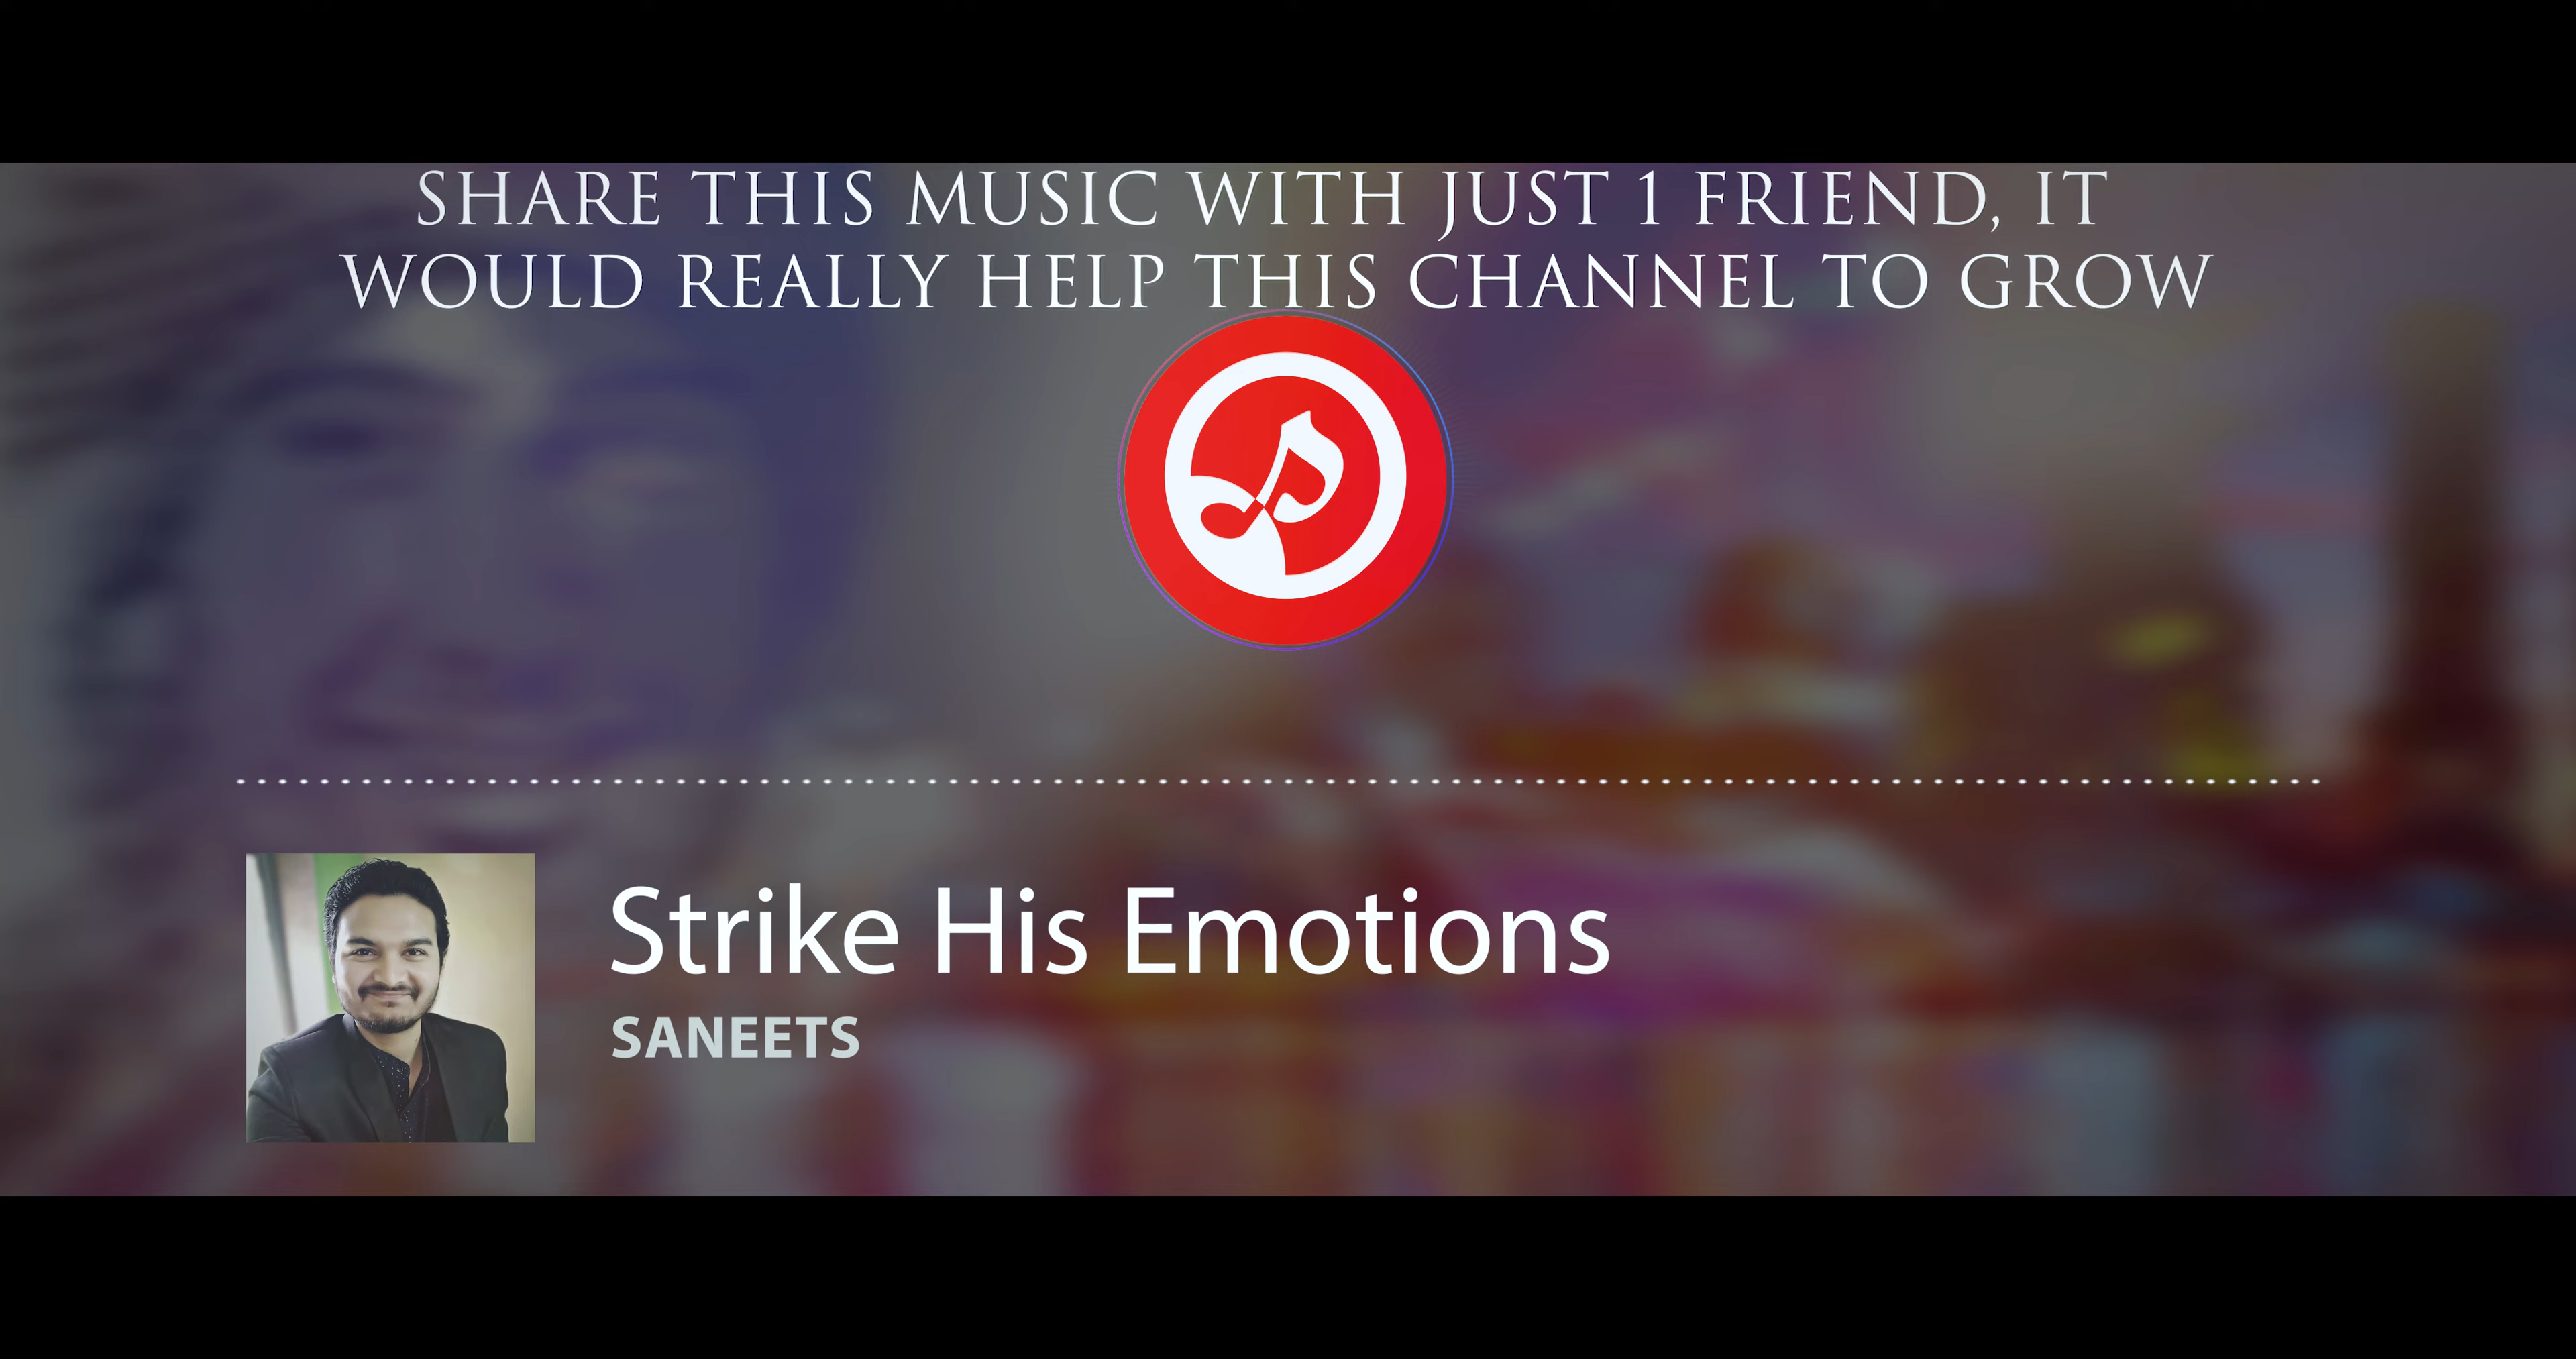 SHARE THIS MUSIC WITH JUST 1 FRIEND, IT
WOULD REALLY HELP THIS CHANNEL TO GROW
Strike His Emotions
SANEETS